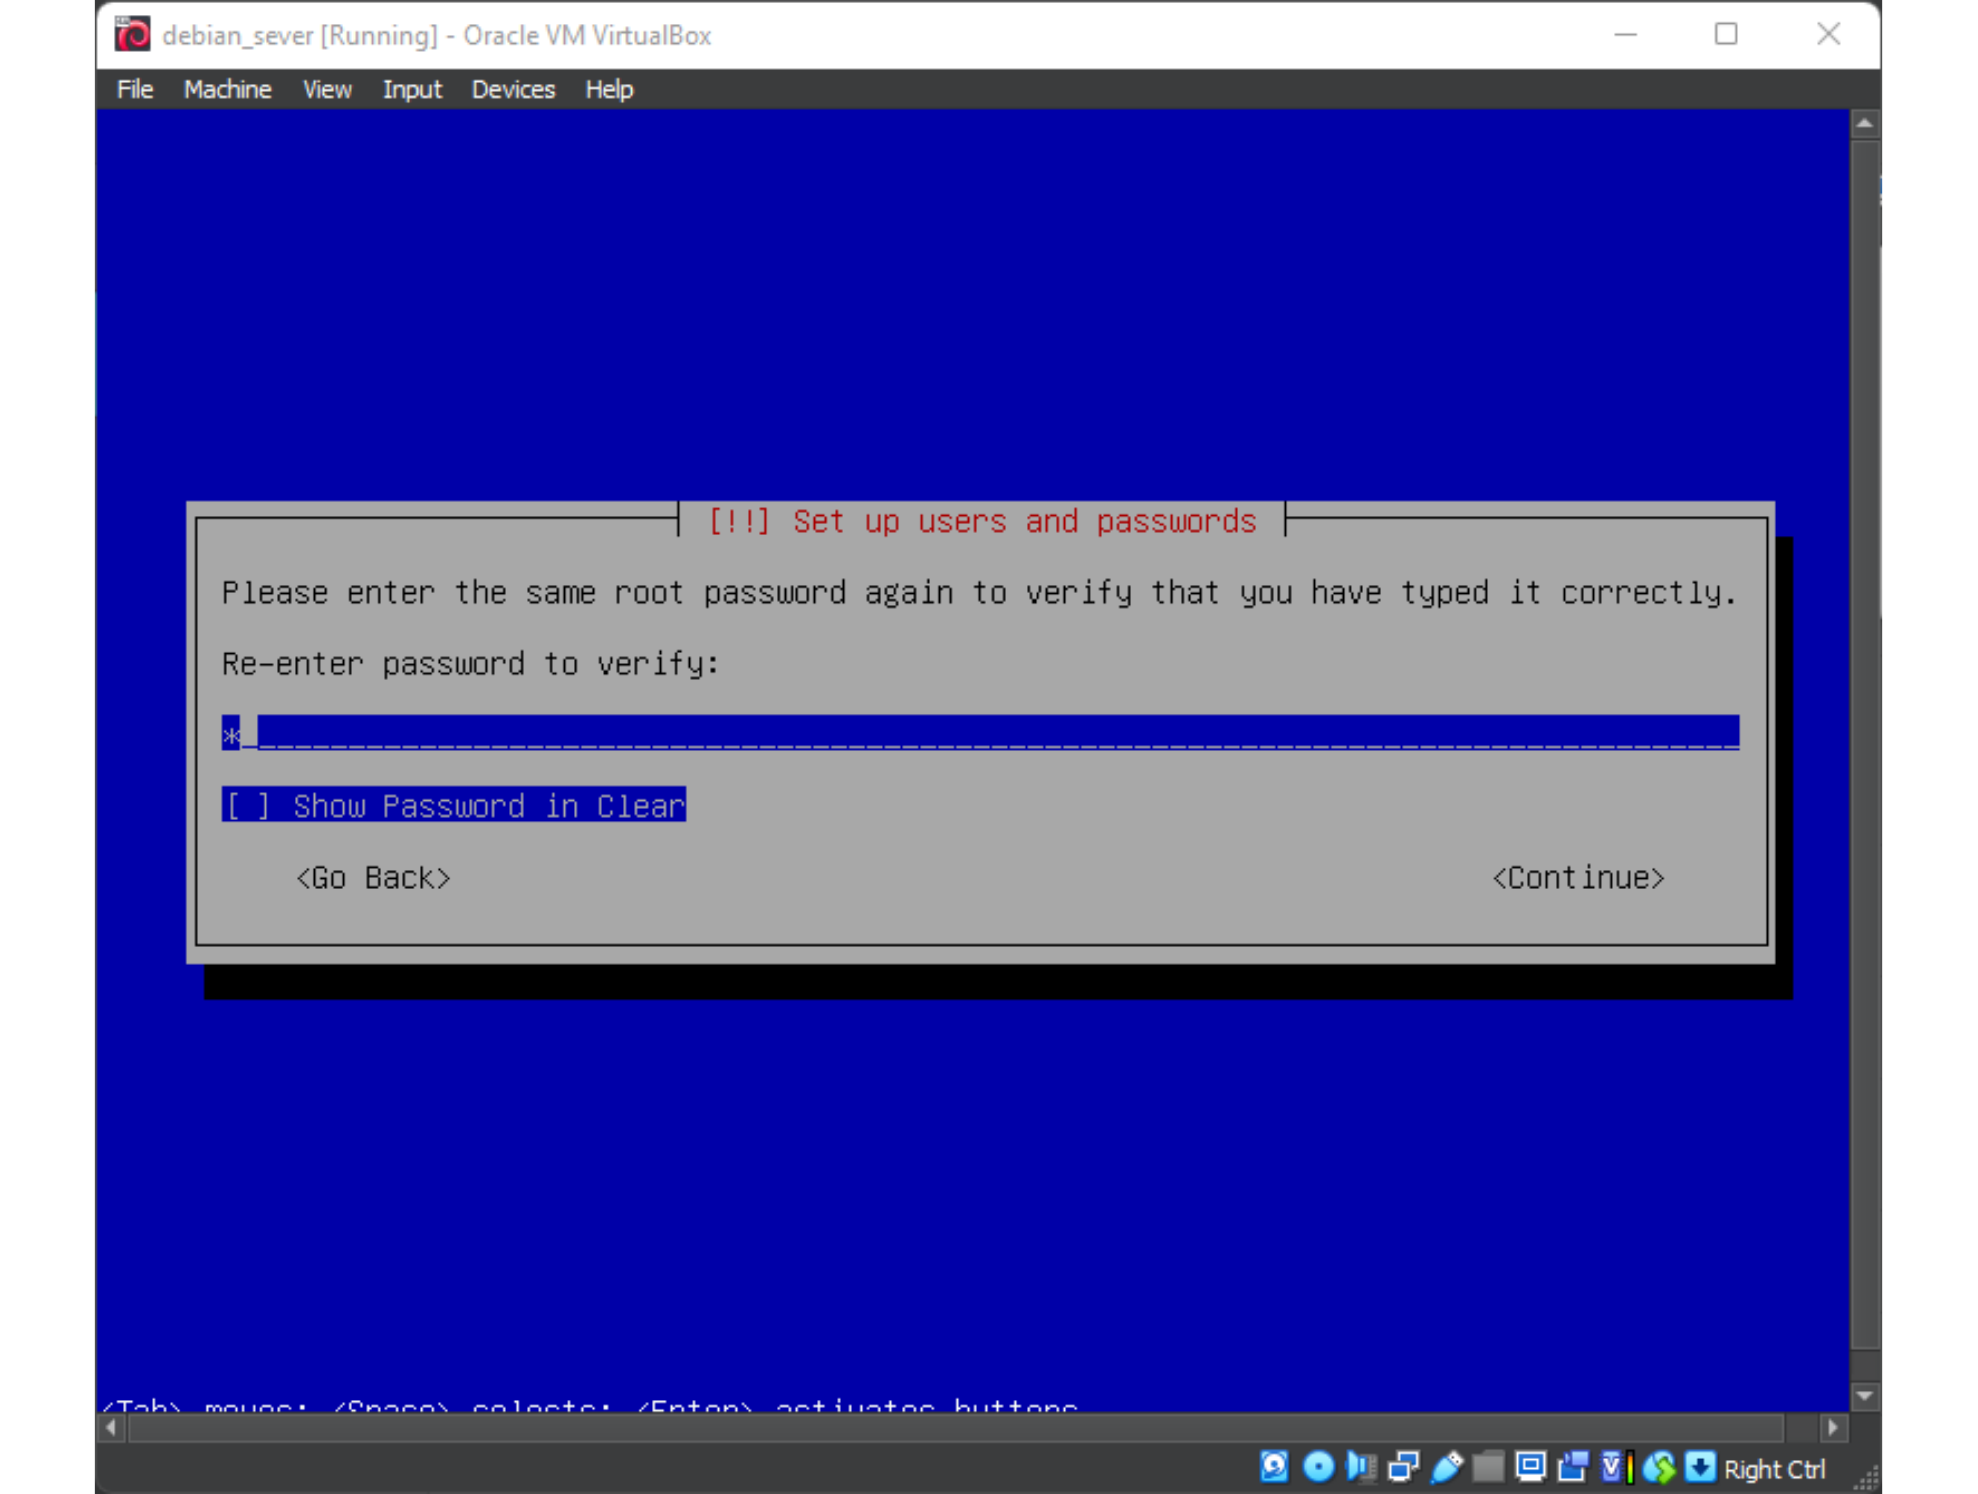 debian_sever [Running] - Oracle VM VirtualBox
File Machine View Input Devices Help
[!!] Set up users and passwords
Please enter the same root password again to verify that you have typed it correctly.
Re-enter password to verify:
*
[ ] Show Password in Clear
<Go Back> <Continue>
<Tab> moves; <Space> selects; <Enter> activates buttons
Right Ctrl